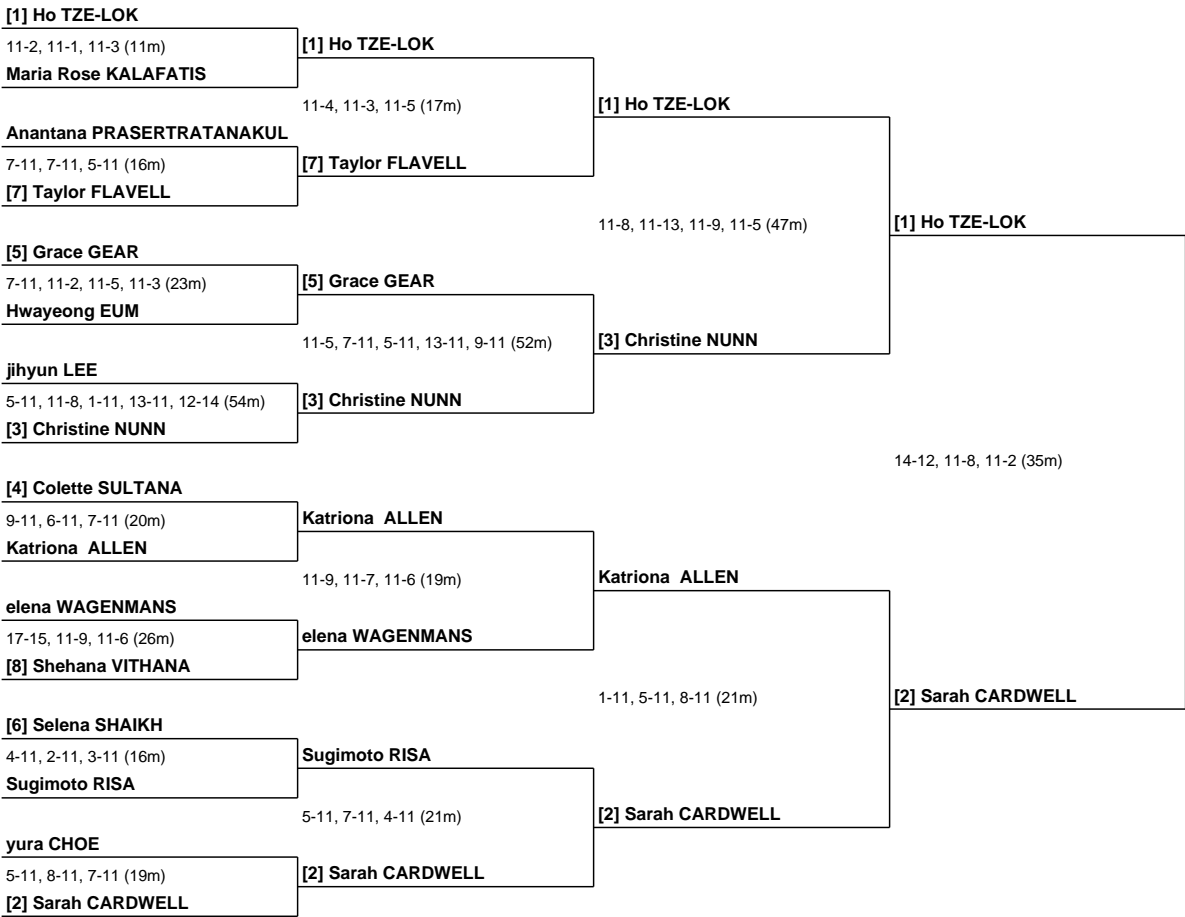 [1] Ho TZE-LOK
11-2, 11-1, 11-3 (11m)
Maria Rose KALAFATIS
Anantana PRASERTRATANAKUL
7-11, 7-11, 5-11 (16m)
[7] Taylor FLAVELL
[5] Grace GEAR
7-11, 11-2, 11-5, 11-3 (23m)
Hwayeong EUM
jihyun LEE
5-11, 11-8, 1-11, 13-11, 12-14 (54m)
[3] Christine NUNN
[4] Colette SULTANA
9-11, 6-11, 7-11 (20m)
Katriona  ALLEN
elena WAGENMANS
17-15, 11-9, 11-6 (26m)
[8] Shehana VITHANA
[6] Selena SHAIKH
4-11, 2-11, 3-11 (16m)
Sugimoto RISA
yura CHOE
5-11, 8-11, 7-11 (19m)
[2] Sarah CARDWELL
[1] Ho TZE-LOK
11-4, 11-3, 11-5 (17m)
[7] Taylor FLAVELL
[5] Grace GEAR
11-5, 7-11, 5-11, 13-11, 9-11 (52m)
[3] Christine NUNN
Katriona  ALLEN
11-9, 11-7, 11-6 (19m)
elena WAGENMANS
Sugimoto RISA
5-11, 7-11, 4-11 (21m)
[2] Sarah CARDWELL
[1] Ho TZE-LOK
11-8, 11-13, 11-9, 11-5 (47m)
[3] Christine NUNN
Katriona  ALLEN
1-11, 5-11, 8-11 (21m)
[2] Sarah CARDWELL
[1] Ho TZE-LOK
14-12, 11-8, 11-2 (35m)
[2] Sarah CARDWELL